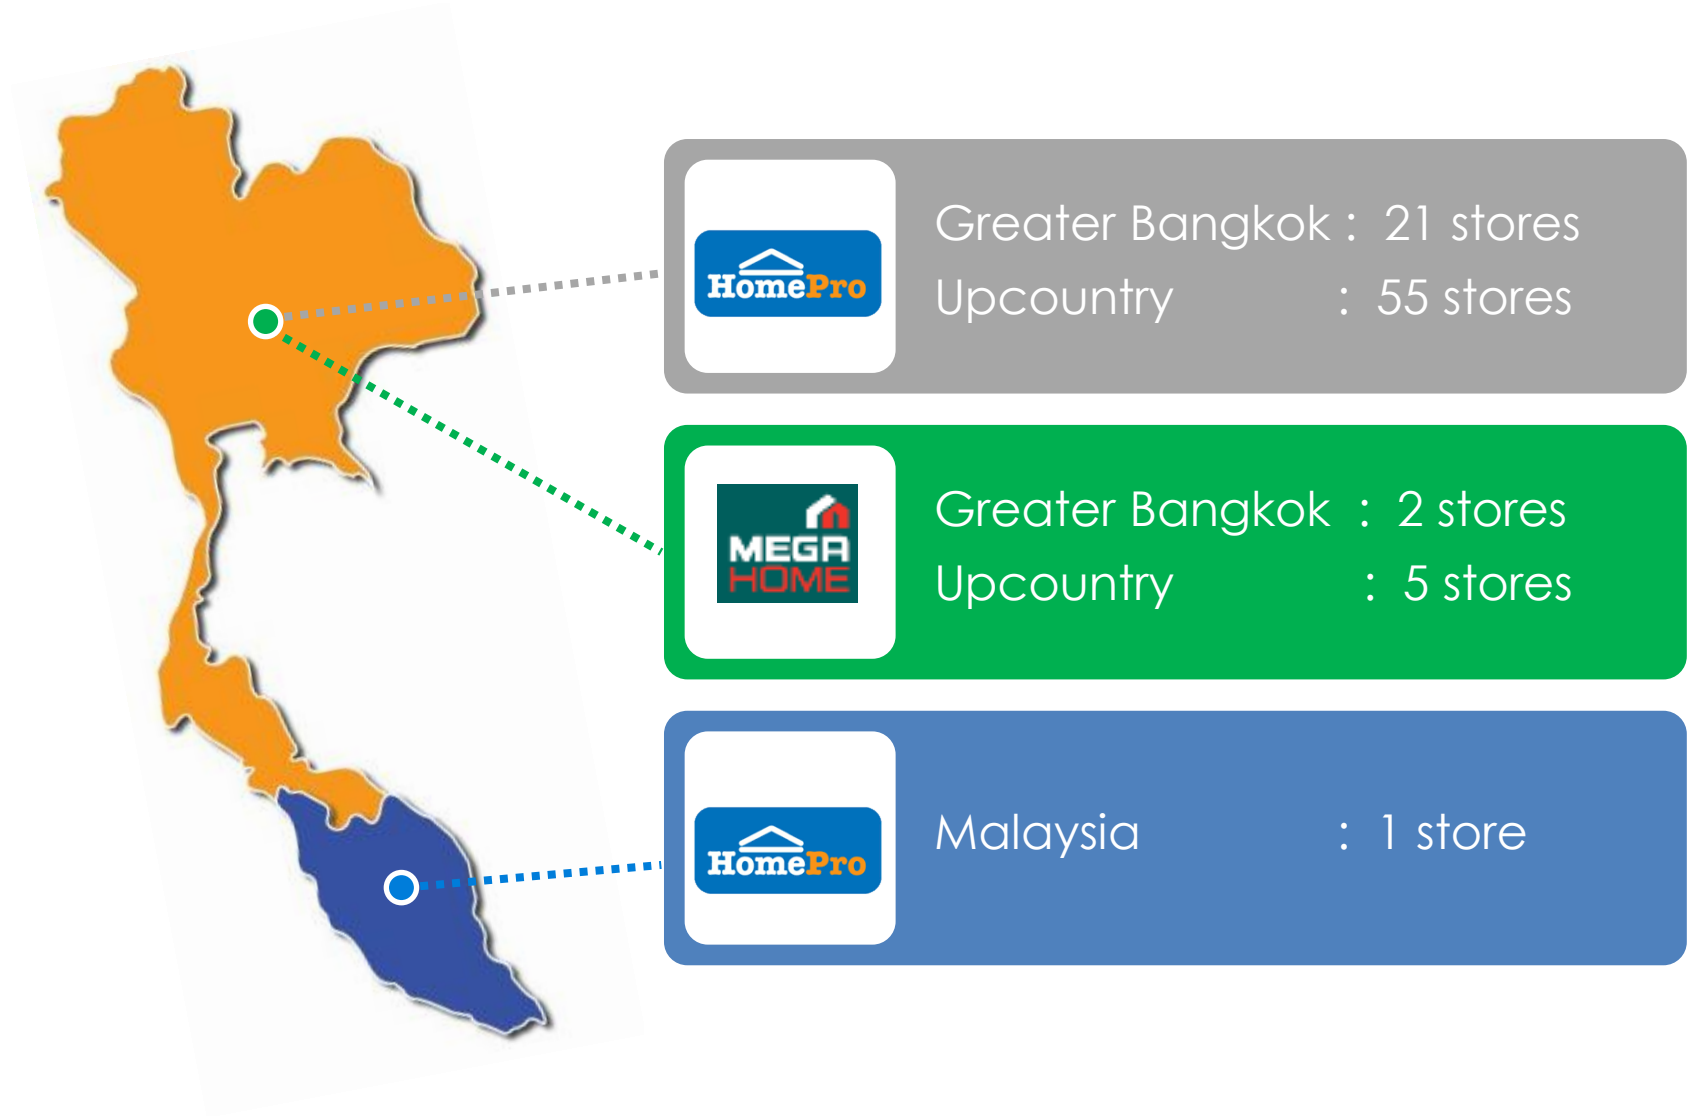 HomePro
Greater Bangkok : 21 stores
Upcountry : 55 stores
MEGA
HOME
Greater Bangkok : 2 stores
Upcountry : 5 stores
HomePro
Malaysia : 1 store